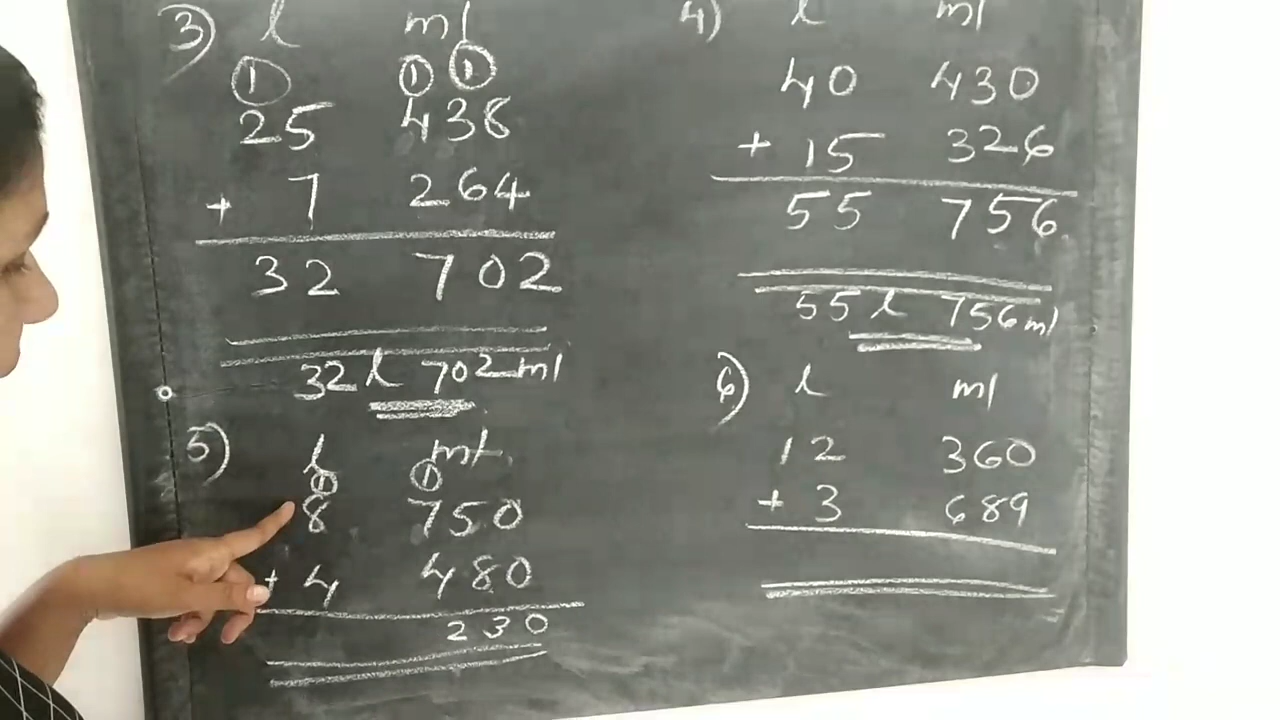 3) l ml
① ① ①
25 438
+ 7 264
32 702
32 l 702 ml
4) l ml
40 430
+ 15 326
55 756
55 l 756 ml
5) l ml
① ①
8 750
+ 4 480
230
6) l ml
12 360
+ 3 689